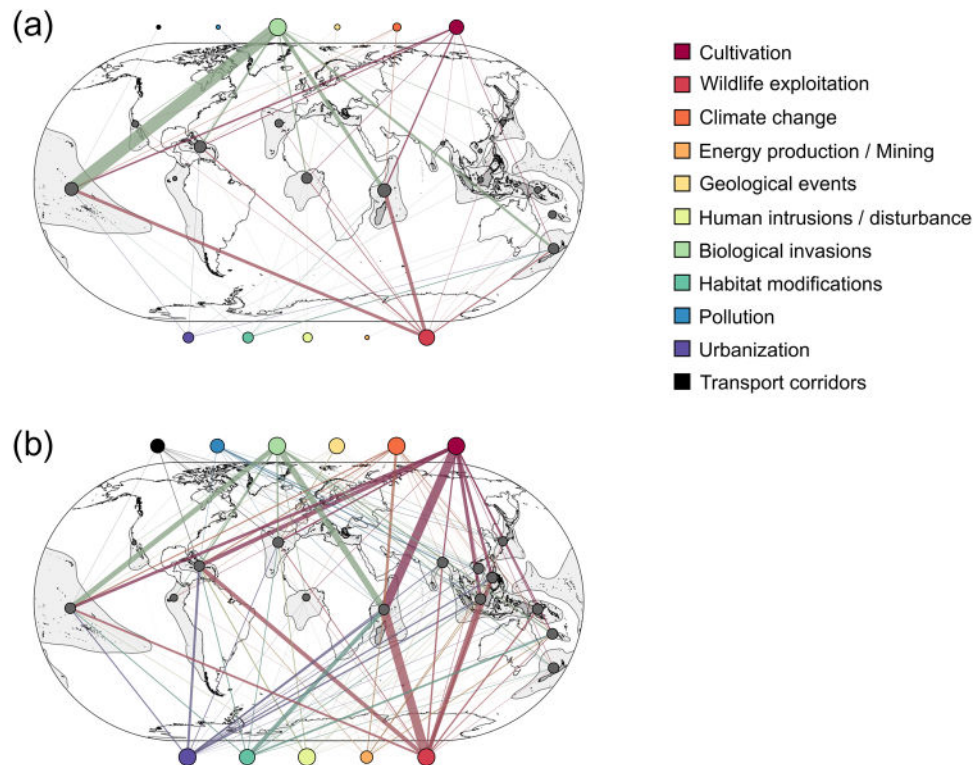 (a)
Cultivation
Wildlife exploitation
Climate change
Energy production / Mining
Geological events
Human intrusions / disturbance
Biological invasions
Habitat modifications
Pollution
Urbanization
Transport corridors
(b)